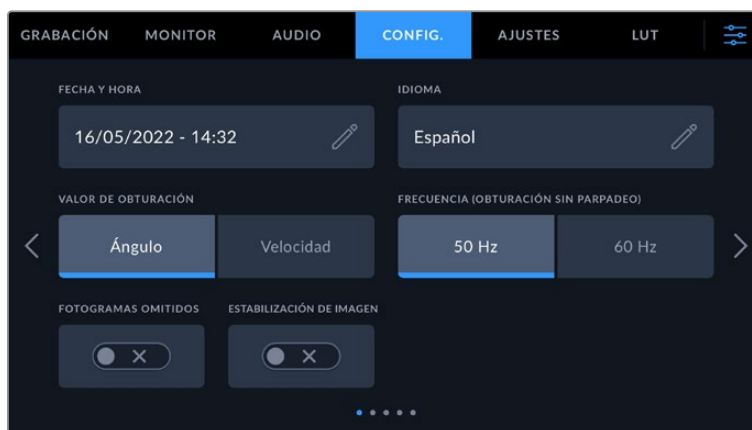 GRABACIÓN MONITOR AUDIO CONFIG. AJUSTES LUT
FECHA Y HORA IDIOMA
16/05/2022 - 14:32 Español
VALOR DE OBTURACIÓN FRECUENCIA (OBTURACIÓN SIN PARPADEO)
Ángulo Velocidad 50 Hz 60 Hz
FOTOGRAMAS OMITIDOS ESTABILIZACIÓN DE IMAGEN